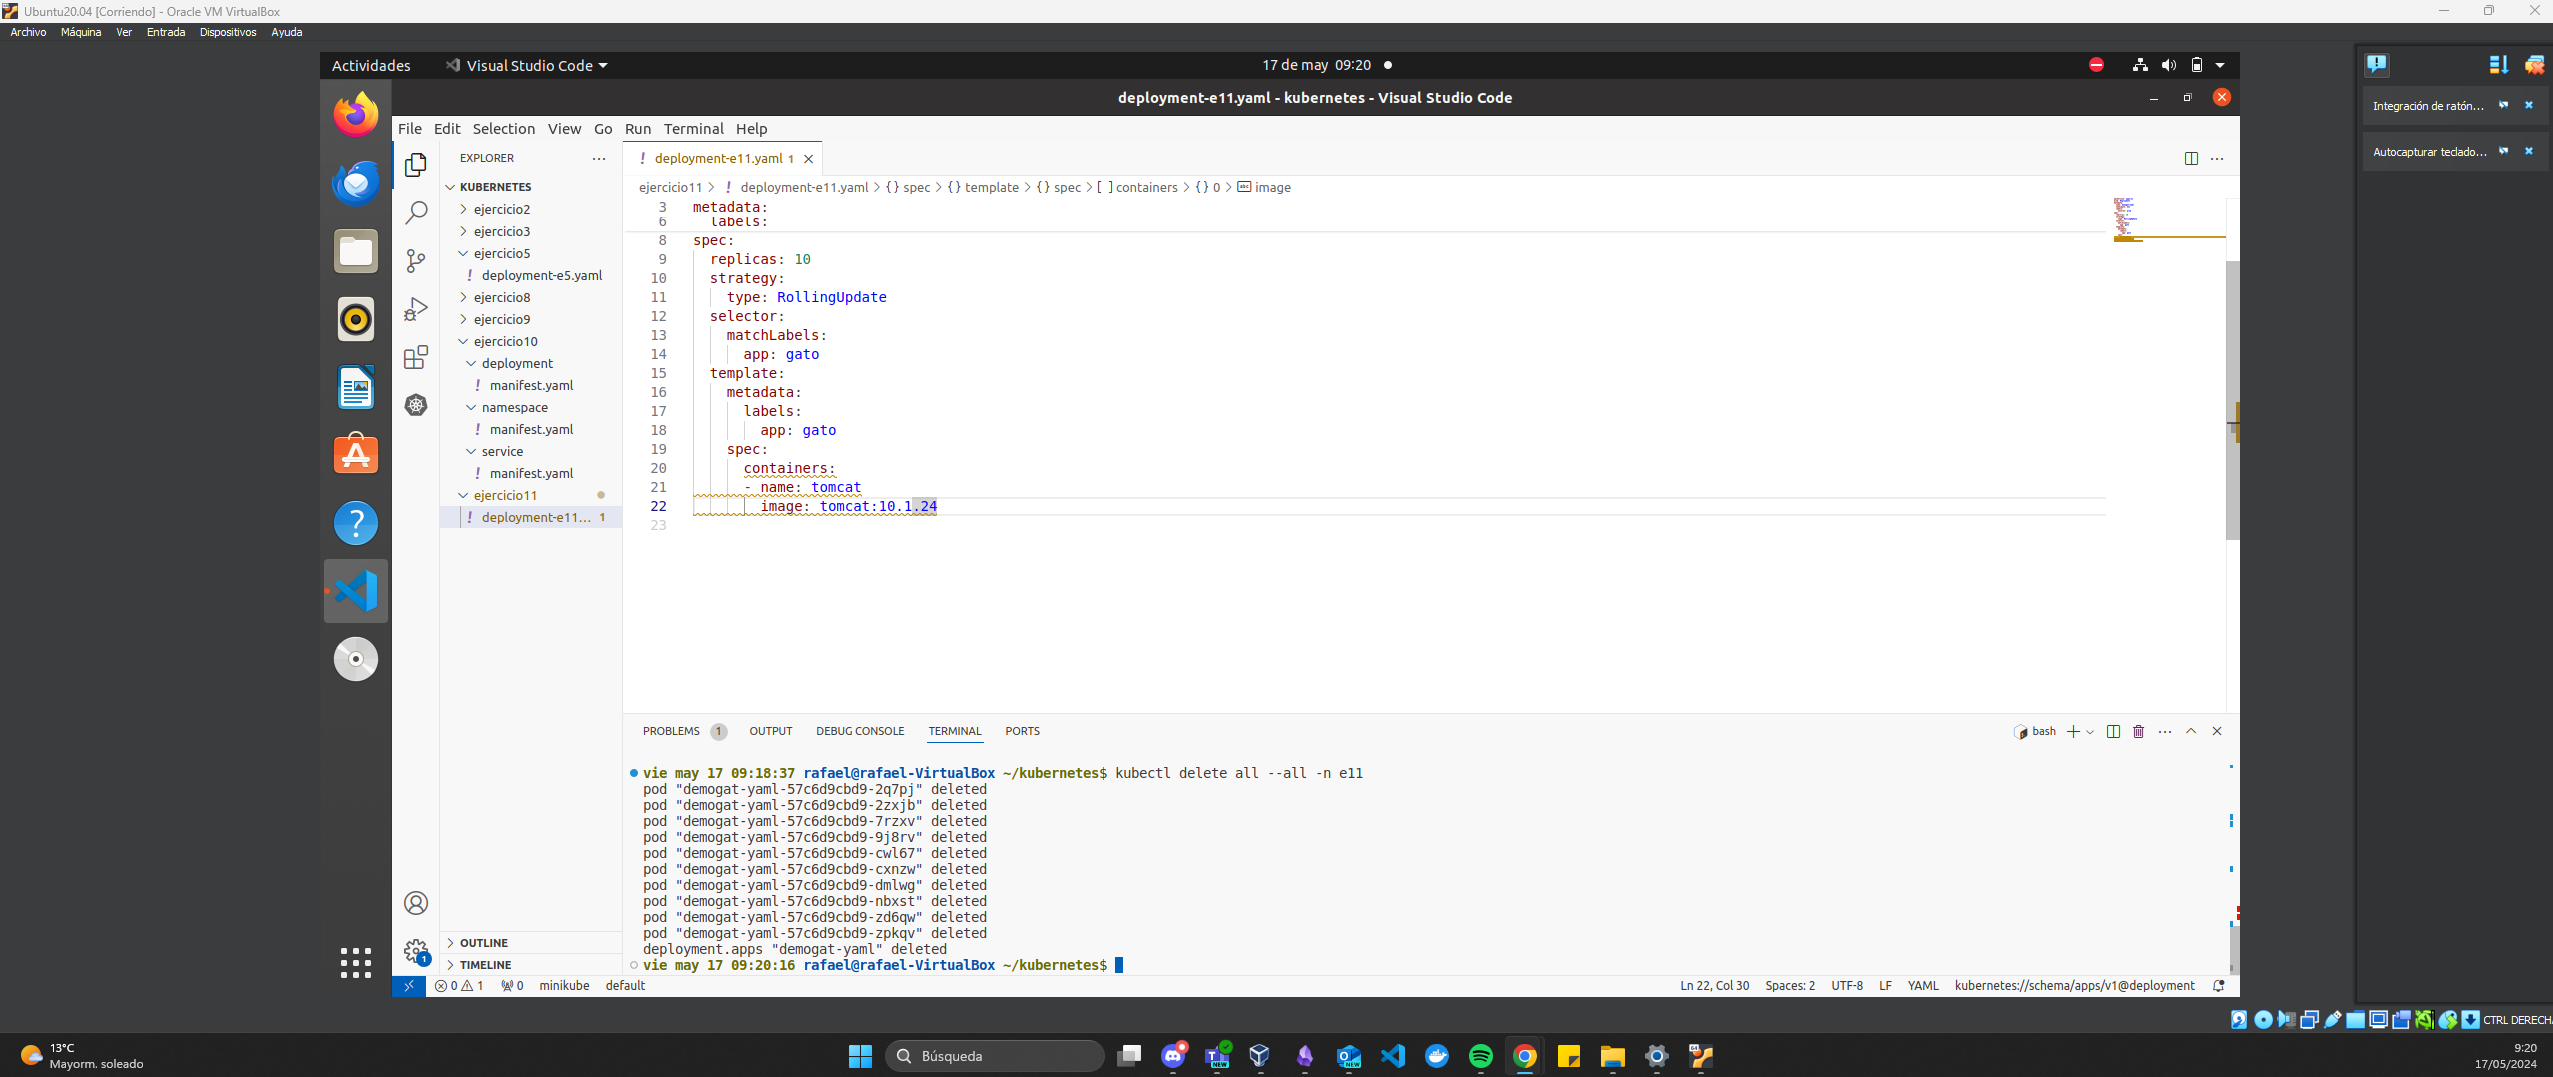 Ubuntu20.04 [Corriendo] - Oracle VM VirtualBox
Archivo Máquina Ver Entrada Dispositivos Ayuda
Actividades Visual Studio Code 17 de may 09:20
deployment-e11.yaml - kubernetes - Visual Studio Code
File Edit Selection View Go Run Terminal Help
EXPLORER
KUBERNETES
ejercicio2
ejercicio3
ejercicio5
! deployment-e5.yaml
ejercicio8
ejercicio9
ejercicio10
deployment
! manifest.yaml
namespace
! manifest.yaml
service
! manifest.yaml
ejercicio11
! deployment-e11... 1
OUTLINE
TIMELINE
! deployment-e11.yaml 1
ejercicio11 > ! deployment-e11.yaml > {} spec > {} template > {} spec > [ ] containers > {} 0 > image
3 metadata:
6 labels:
8 spec:
9 replicas: 10
10 strategy:
11 type: RollingUpdate
12 selector:
13 matchLabels:
14 app: gato
15 template:
16 metadata:
17 labels:
18 app: gato
19 spec:
20 containers:
21 - name: tomcat
22 image: tomcat:10.1.24
23
PROBLEMS 1 OUTPUT DEBUG CONSOLE TERMINAL PORTS
bash
vie may 17 09:18:37 rafael@rafael-VirtualBox ~/kubernetes$ kubectl delete all --all -n e11
pod "demogat-yaml-57c6d9cbd9-2q7pj" deleted
pod "demogat-yaml-57c6d9cbd9-2zxjb" deleted
pod "demogat-yaml-57c6d9cbd9-7rzxv" deleted
pod "demogat-yaml-57c6d9cbd9-9j8rv" deleted
pod "demogat-yaml-57c6d9cbd9-cwl67" deleted
pod "demogat-yaml-57c6d9cbd9-cxnzw" deleted
pod "demogat-yaml-57c6d9cbd9-dmlwg" deleted
pod "demogat-yaml-57c6d9cbd9-nbxst" deleted
pod "demogat-yaml-57c6d9cbd9-zd6qw" deleted
pod "demogat-yaml-57c6d9cbd9-zpkqv" deleted
deployment.apps "demogat-yaml" deleted
vie may 17 09:20:16 rafael@rafael-VirtualBox ~/kubernetes$
0 1 0 minikube default
Ln 22, Col 30 Spaces: 2 UTF-8 LF YAML kubernetes://schema/apps/v1@deployment
Integración de ratón...
Autocapturar teclado...
CTRL DERECHA
13°C
Mayorm. soleado
Búsqueda
9:20
17/05/2024